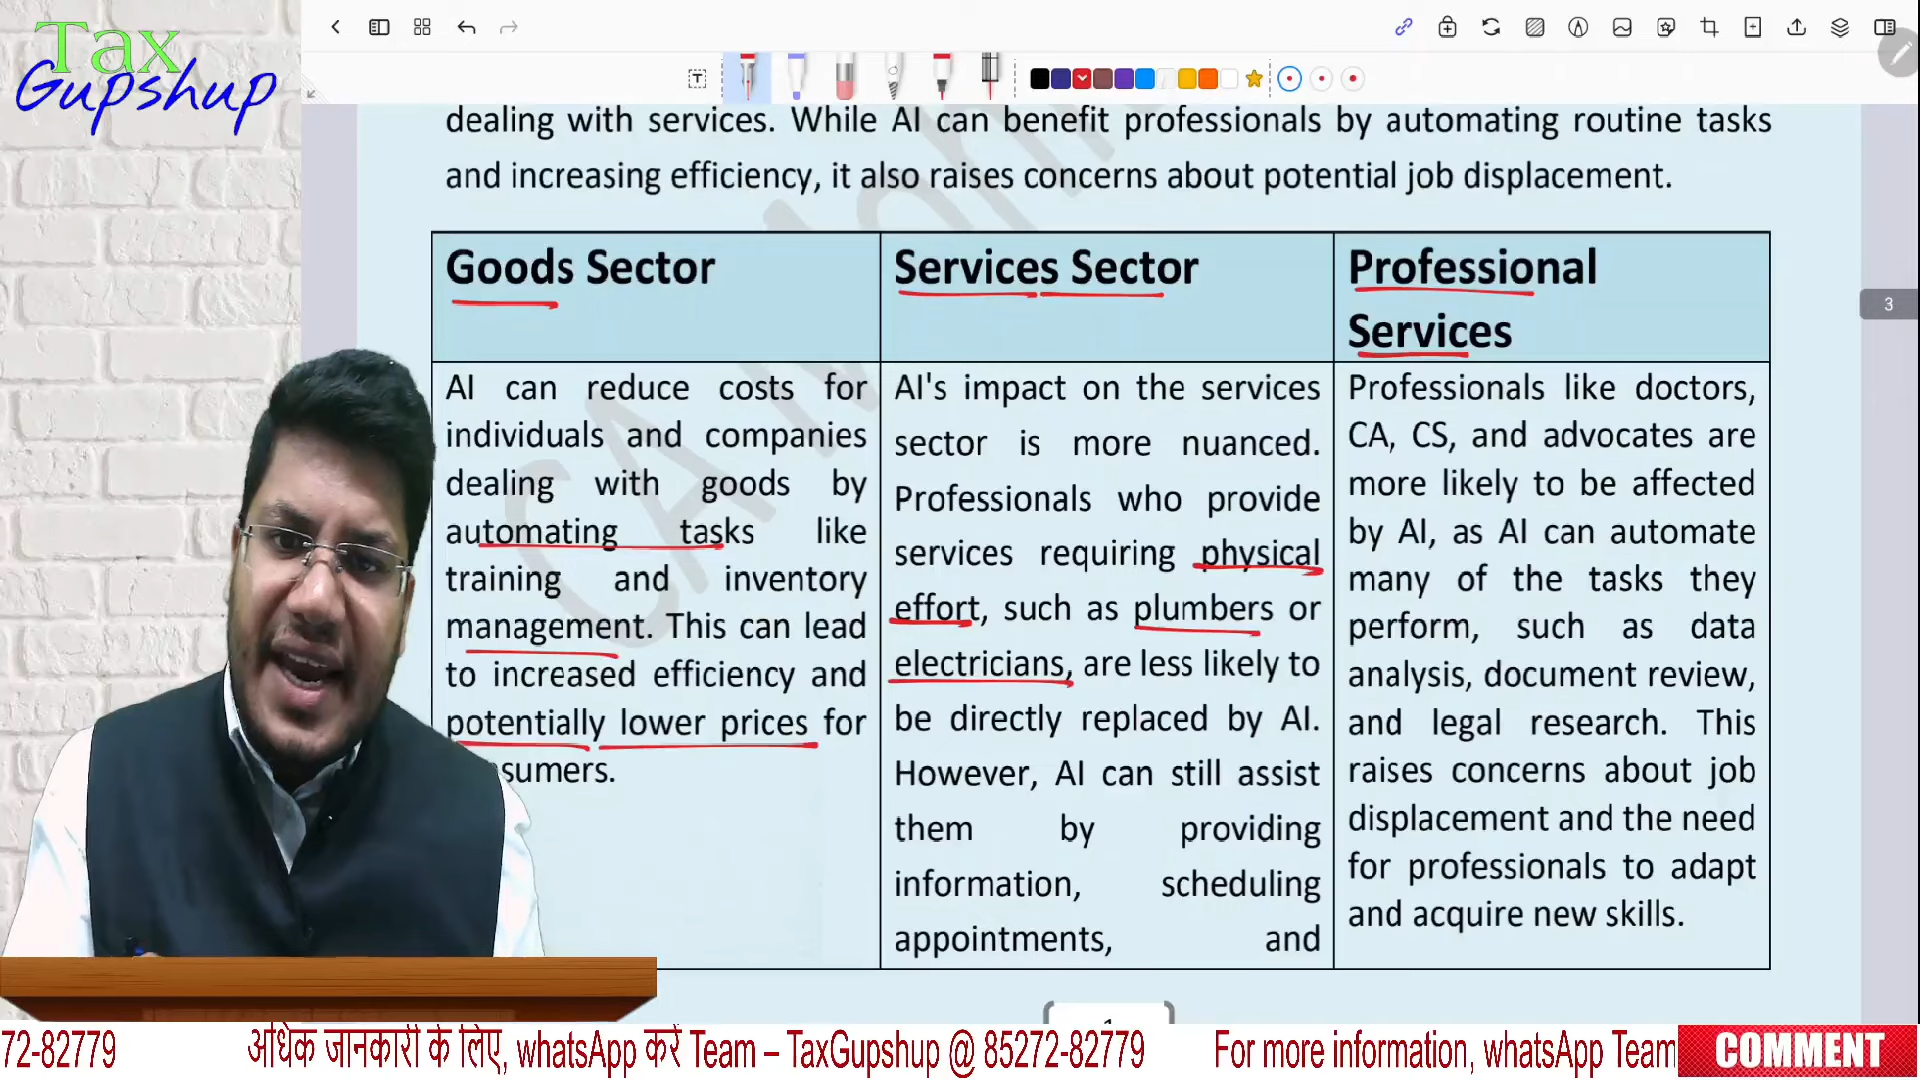 Tax
Gupshup
dealing with services. While AI can benefit professionals by automating routine tasks
and increasing efficiency, it also raises concerns about potential job displacement.
Goods Sector
AI can reduce costs for
individuals and companies
dealing with goods by
automating tasks like
training and inventory
management. This can lead
to increased efficiency and
potentially lower prices for
sumers.
Services Sector
AI's impact on the services
sector is more nuanced.
Professionals who provide
services requiring physical
effort, such as plumbers or
electricians, are less likely to
be directly replaced by AI.
However, AI can still assist
them by providing
information, scheduling
appointments, and
Professional
Services
Professionals like doctors,
CA, CS, and advocates are
more likely to be affected
by AI, as AI can automate
many of the tasks they
perform, such as data
analysis, document review,
and legal research. This
raises concerns about job
displacement and the need
for professionals to adapt
and acquire new skills.
3
72-82779 अधिक जानकारी के लिए, whatsApp करें Team – TaxGupshup @ 85272-82779 For more information, whatsApp Team
COMMENT